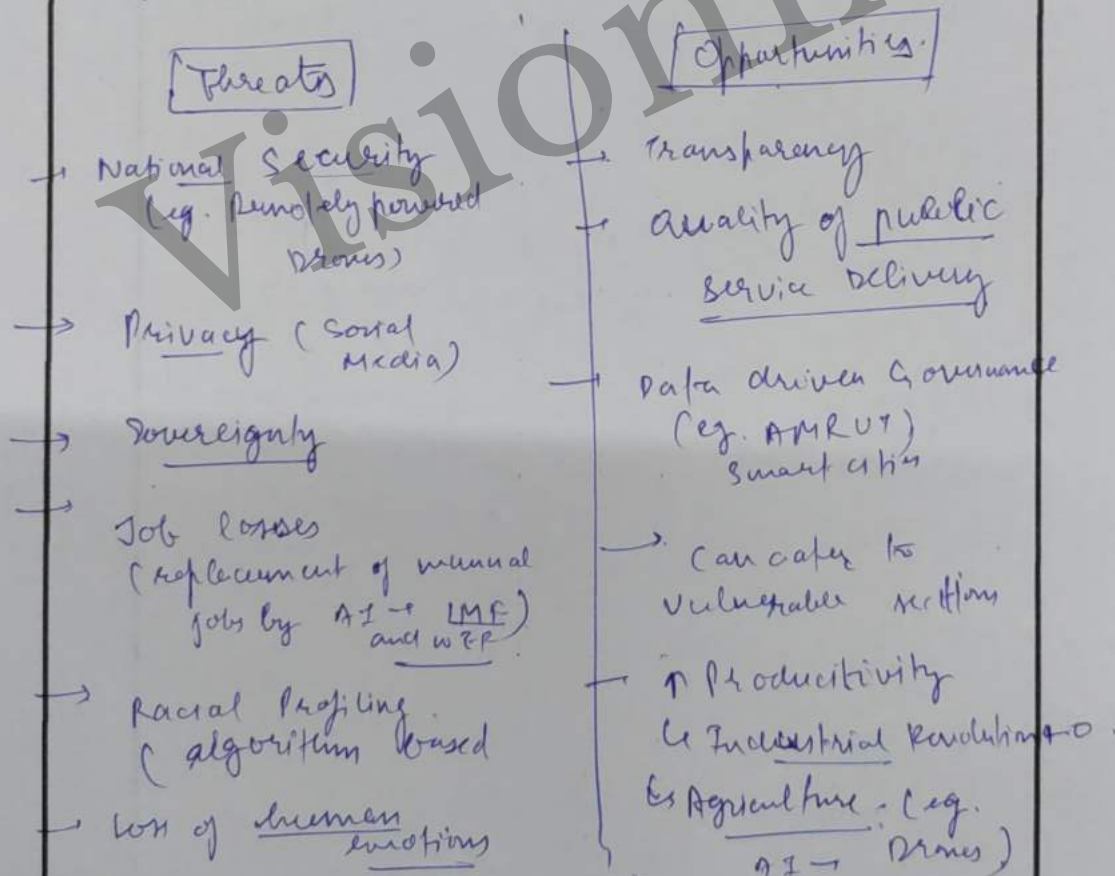 Threats
National Security
(eg. Remotely powered
Drones)
Privacy (Social
Media)
Sovereignty
Job losses
(replacement of manual
jobs by AI → IMF
and WEF)
Racial Profiling.
(algorithm based
Loss of human
emotions
Opportunities.
Transparency
Quality of public
Service Delivery
Data driven Governance
(eg. AMRUT)
Smart cities
Can cater to
vulnerable sections
↑ Producitivity
↳ Industrial Revolution 4.0.
↳ Agriculture. (eg.
AI → Drones)
Vision